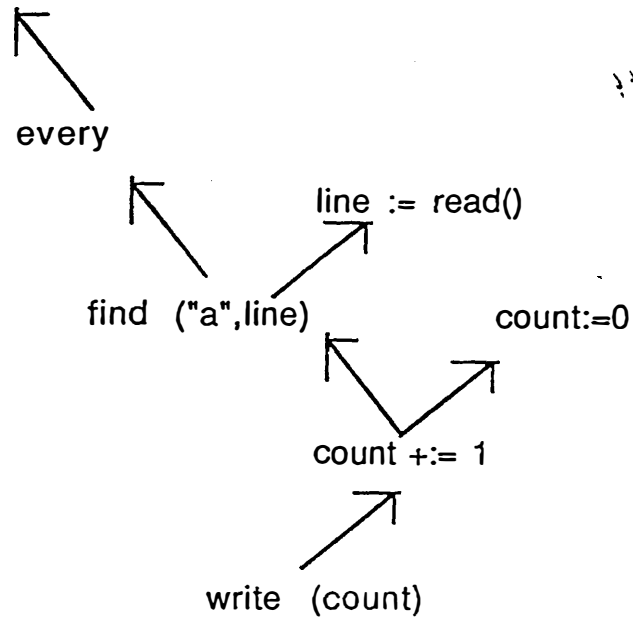 every
line := read()
find ("a",line)
count:=0
count +:= 1
write (count)